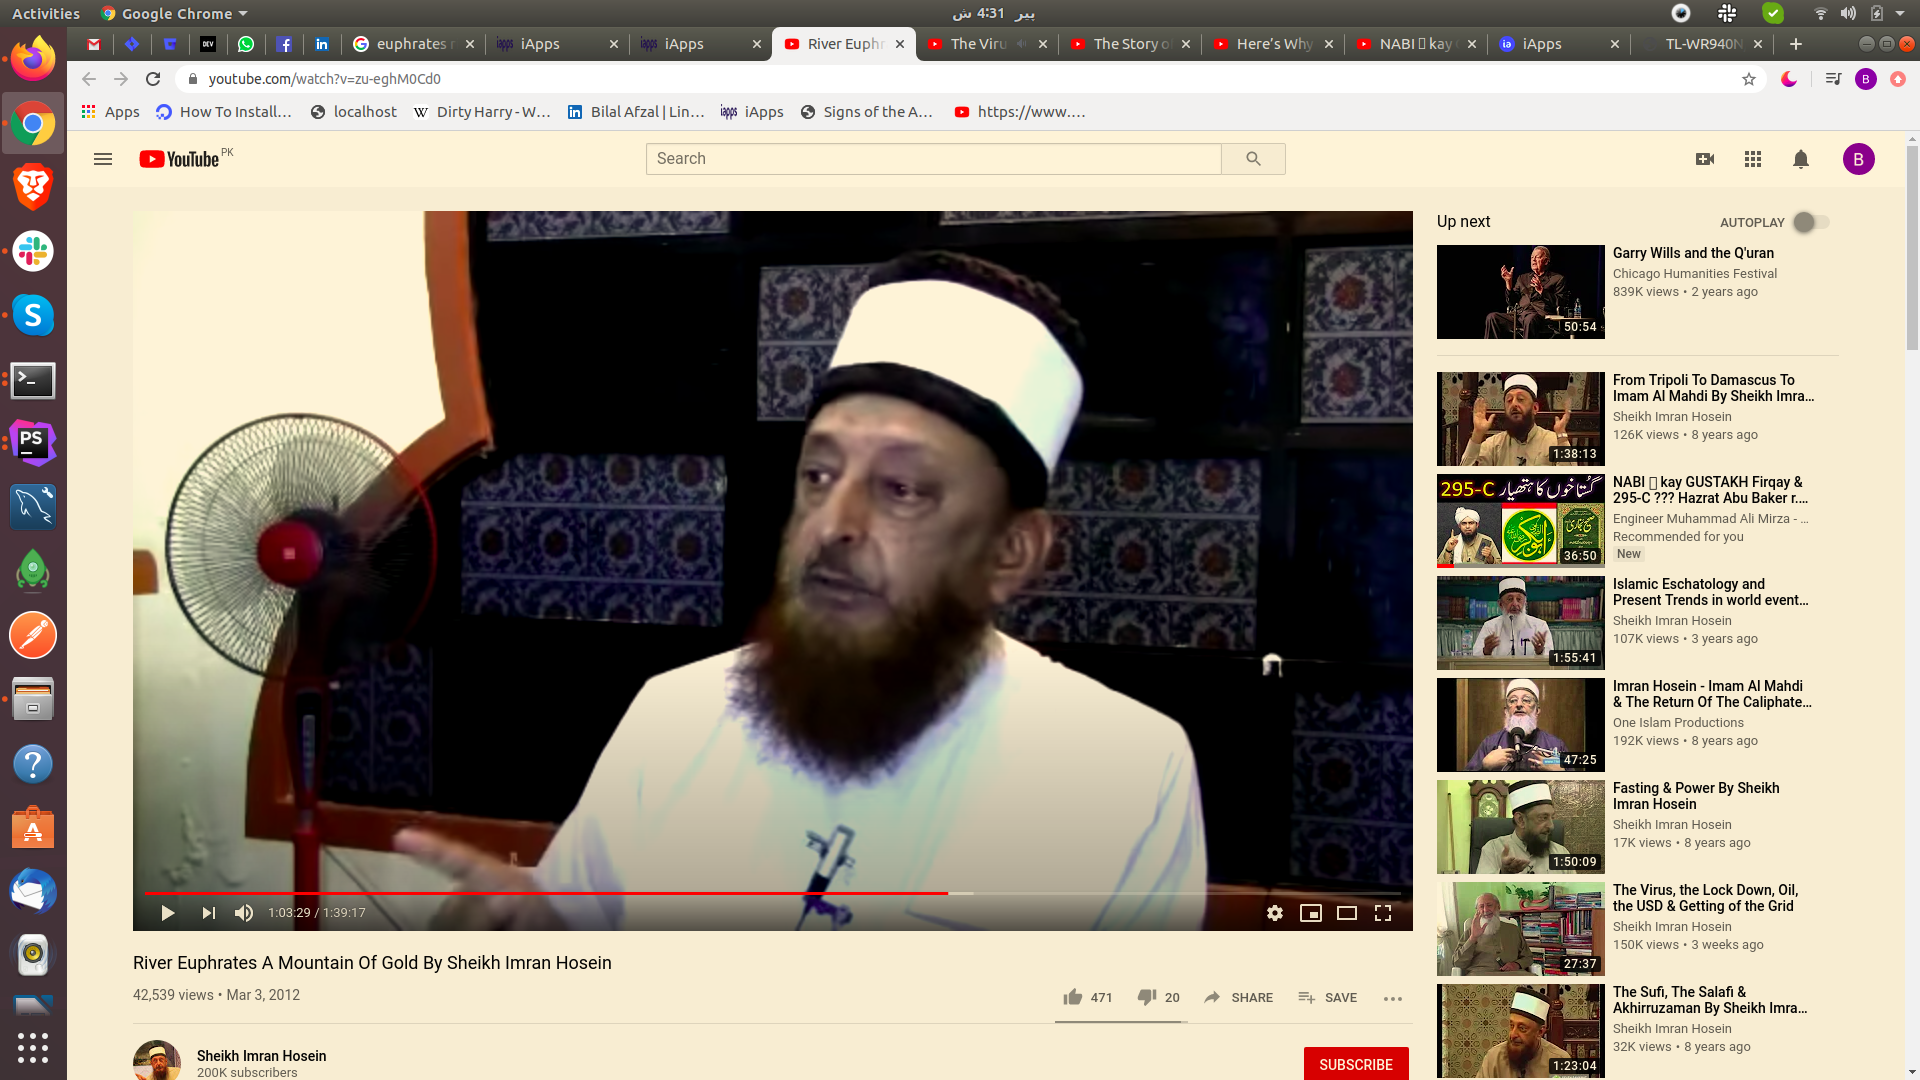 Activities
Google Chrome
پیر 4:31 ش
euphrates r
iApps
iApps
River Euphr
The Viru
The Story o
Here's Why
NABI ▯ kay
iApps
TL-WR940N
youtube.com/watch?v=zu-eghM0Cd0
B
Apps
How To Install…
localhost
Dirty Harry - W…
Bilal Afzal | Lin…
iApps
Signs of the A…
https://www.…
YouTube PK
Search
B
Up next
AUTOPLAY
50:54
Garry Wills and the Q'uran
Chicago Humanities Festival
839K views • 2 years ago
1:38:13
From Tripoli To Damascus To
Imam Al Mahdi By Sheikh Imra…
Sheikh Imran Hosein
126K views • 8 years ago
295-C گستاخوں کا ہتھیار
36:50
NABI ▯ kay GUSTAKH Firqay &
295-C ??? Hazrat Abu Baker r.…
Engineer Muhammad Ali Mirza - …
Recommended for you
New
1:55:41
Islamic Eschatology and
Present Trends in world event…
Sheikh Imran Hosein
107K views • 3 years ago
47:25
Imran Hosein - Imam Al Mahdi
& The Return Of The Caliphate…
One Islam Productions
192K views • 8 years ago
1:50:09
Fasting & Power By Sheikh
Imran Hosein
Sheikh Imran Hosein
17K views • 8 years ago
27:37
The Virus, the Lock Down, Oil,
the USD & Getting of the Grid
Sheikh Imran Hosein
150K views • 3 weeks ago
1:23:04
The Sufi, The Salafi &
Akhirruzaman By Sheikh Imra…
Sheikh Imran Hosein
32K views • 8 years ago
1:03:29 / 1:39:17
River Euphrates A Mountain Of Gold By Sheikh Imran Hosein
42,539 views • Mar 3, 2012
471
20
SHARE
SAVE
Sheikh Imran Hosein
200K subscribers
SUBSCRIBE